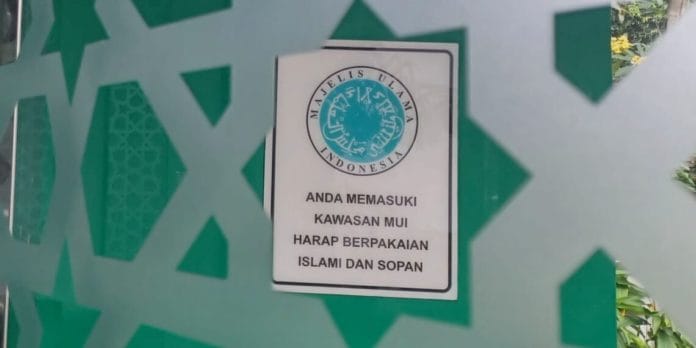 MAJELIS ULAMA
INDONESIA
ANDA MEMASUKI
KAWASAN MUI
HARAP BERPAKAIAN
ISLAMI DAN SOPAN